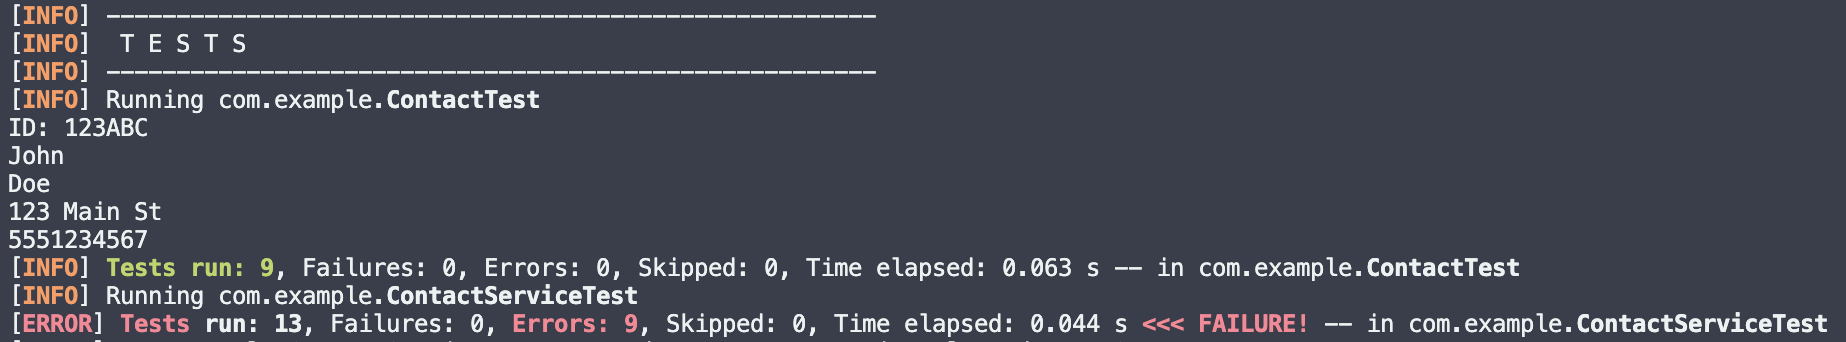 [INFO] -------------------------------------------------------
[INFO]  T E S T S
[INFO] -------------------------------------------------------
[INFO] Running com.example.ContactTest
ID: 123ABC
John
Doe
123 Main St
5551234567
[INFO] Tests run: 9, Failures: 0, Errors: 0, Skipped: 0, Time elapsed: 0.063 s -- in com.example.ContactTest
[INFO] Running com.example.ContactServiceTest
[ERROR] Tests run: 13, Failures: 0, Errors: 9, Skipped: 0, Time elapsed: 0.044 s <<< FAILURE! -- in com.example.ContactServiceTest